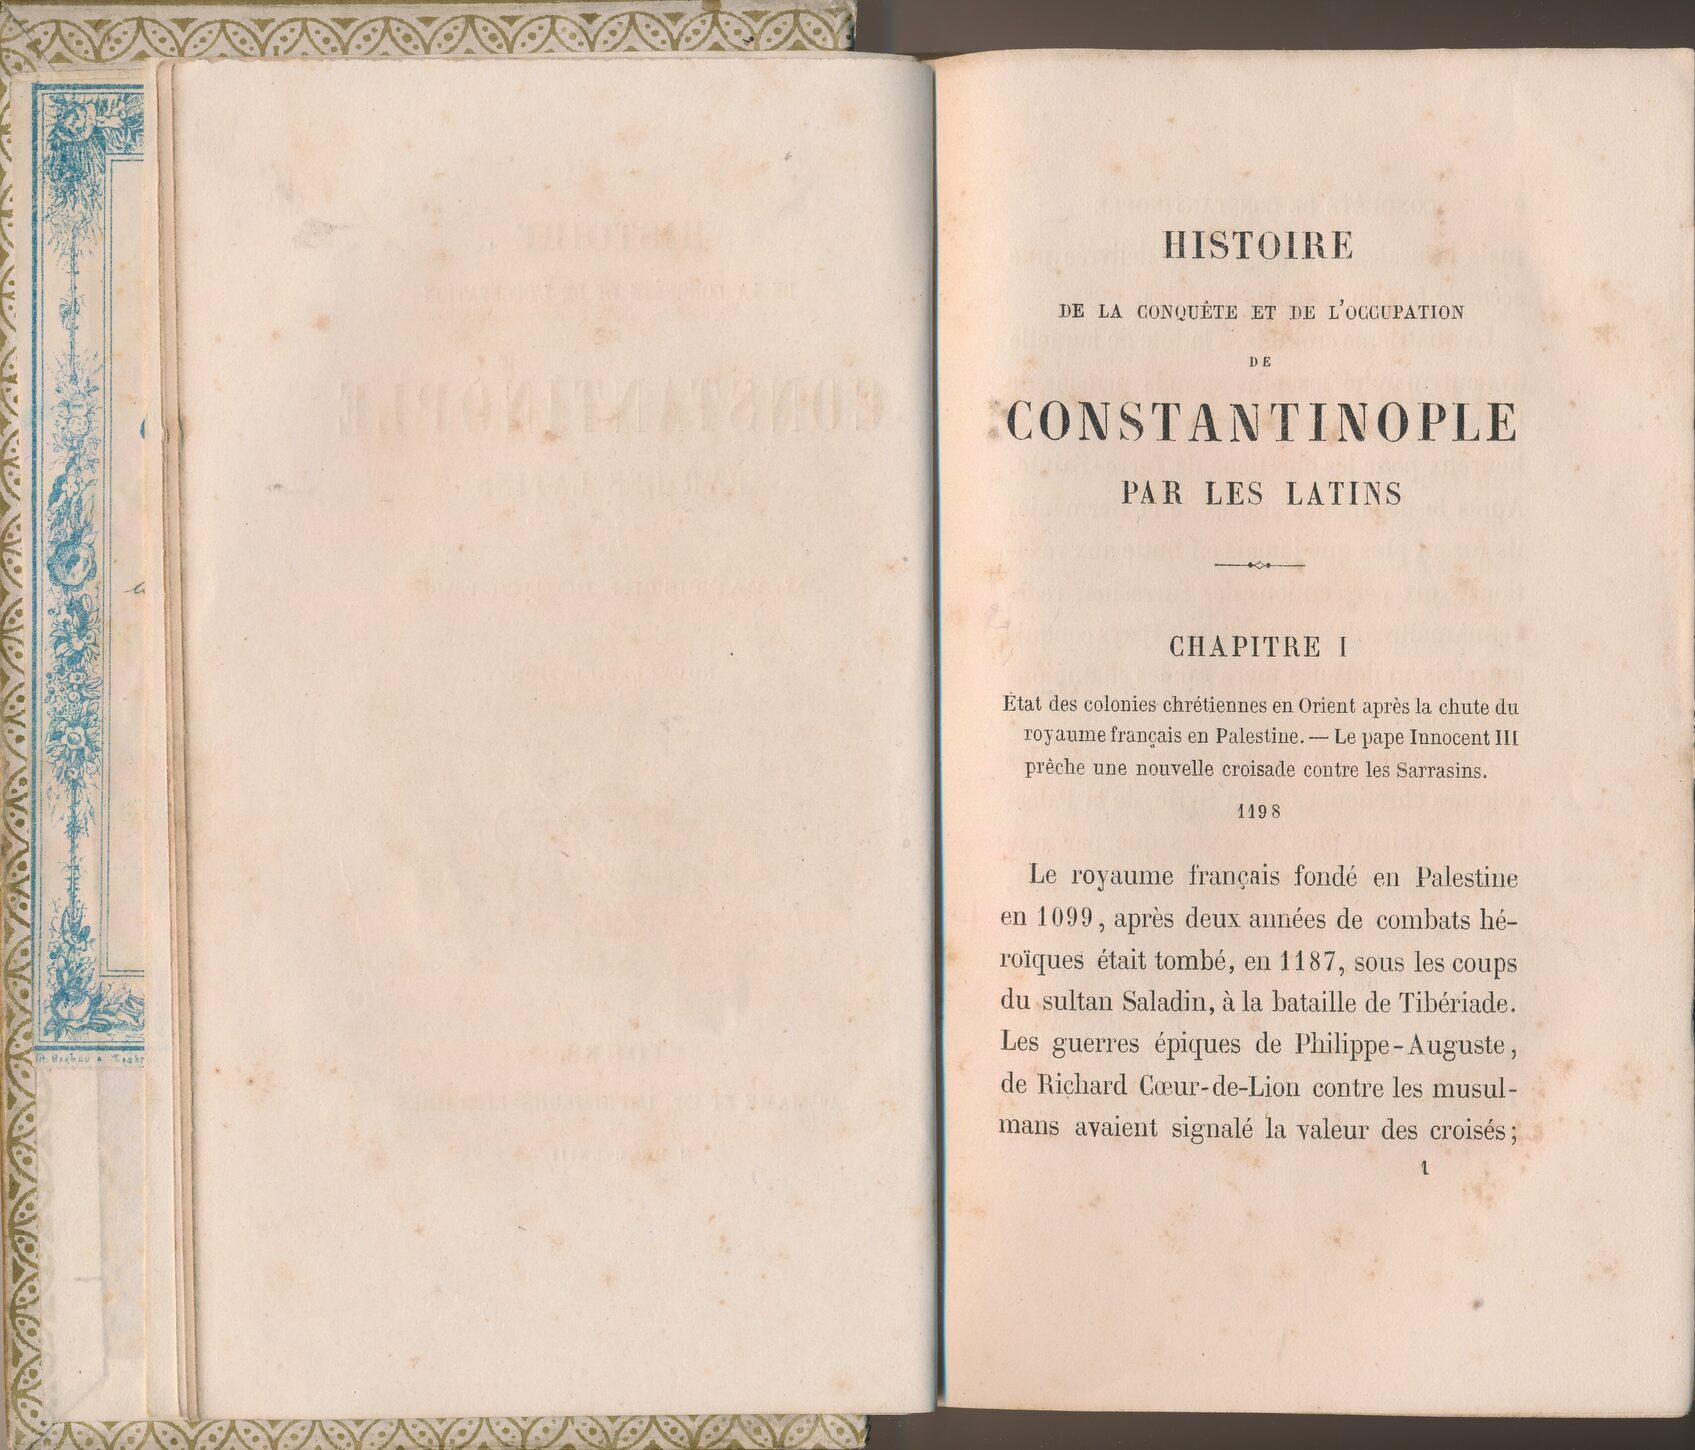 HISTOIRE
DE LA CONQUÊTE ET DE L'OCCUPATION
DE
CONSTANTINOPLE
PAR LES LATINS
CHAPITRE I
État des colonies chrétiennes en Orient après la chute du
royaume français en Palestine. — Le pape Innocent III
prêche une nouvelle croisade contre les Sarrasins.
1198
Le royaume français fondé en Palestine
en 1099, après deux années de combats hé-
roïques était tombé, en 1187, sous les coups
du sultan Saladin, à la bataille de Tibériade.
Les guerres épiques de Philippe-Auguste,
de Richard Cœur-de-Lion contre les musul-
mans avaient signalé la valeur des croisés;
1